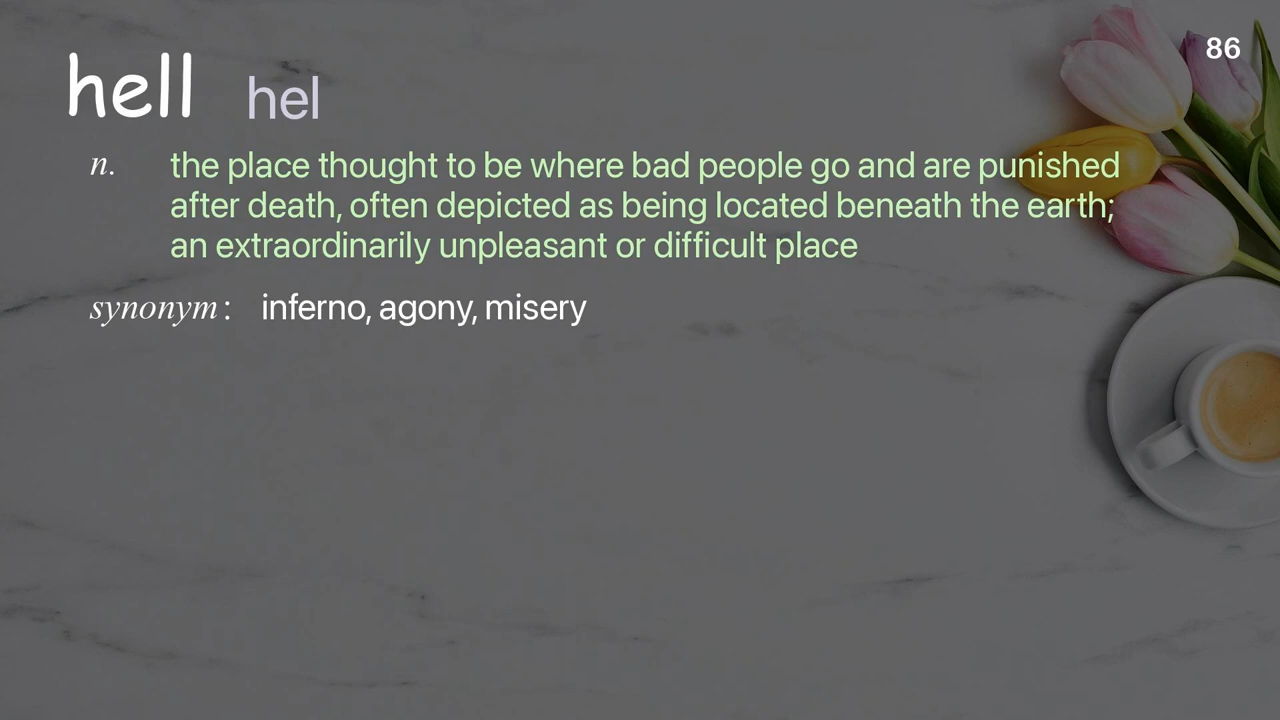 86
hell hel
n. the place thought to be where bad people go and are punished
after death, often depicted as being located beneath the earth;
an extraordinarily unpleasant or difficult place
synonym: inferno, agony, misery